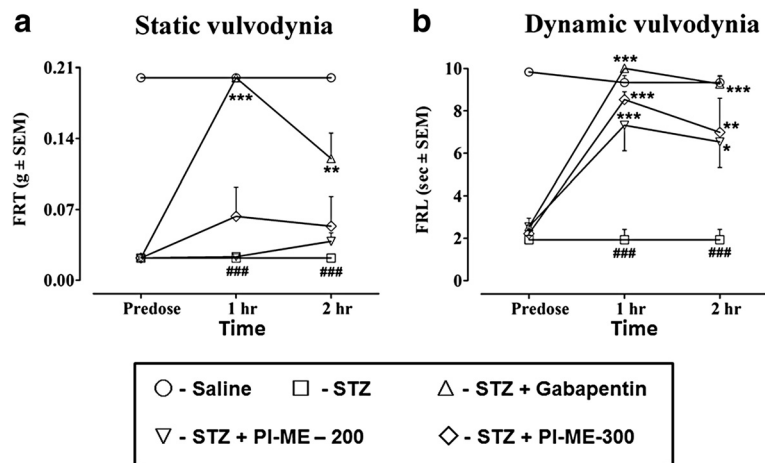 a Static vulvodynia
b Dynamic vulvodynia
FRT (g ± SEM)
0.21
0.14
0.07
0.00
***
**
###
###
Predose 1 hr 2 hr
Time
FRL (sec ± SEM)
10
8
6
4
2
0
***
***
***
***
**
*
###
###
Predose 1 hr 2 hr
Time
- Saline - STZ - STZ + Gabapentin
- STZ + PI-ME – 200 - STZ + PI-ME-300